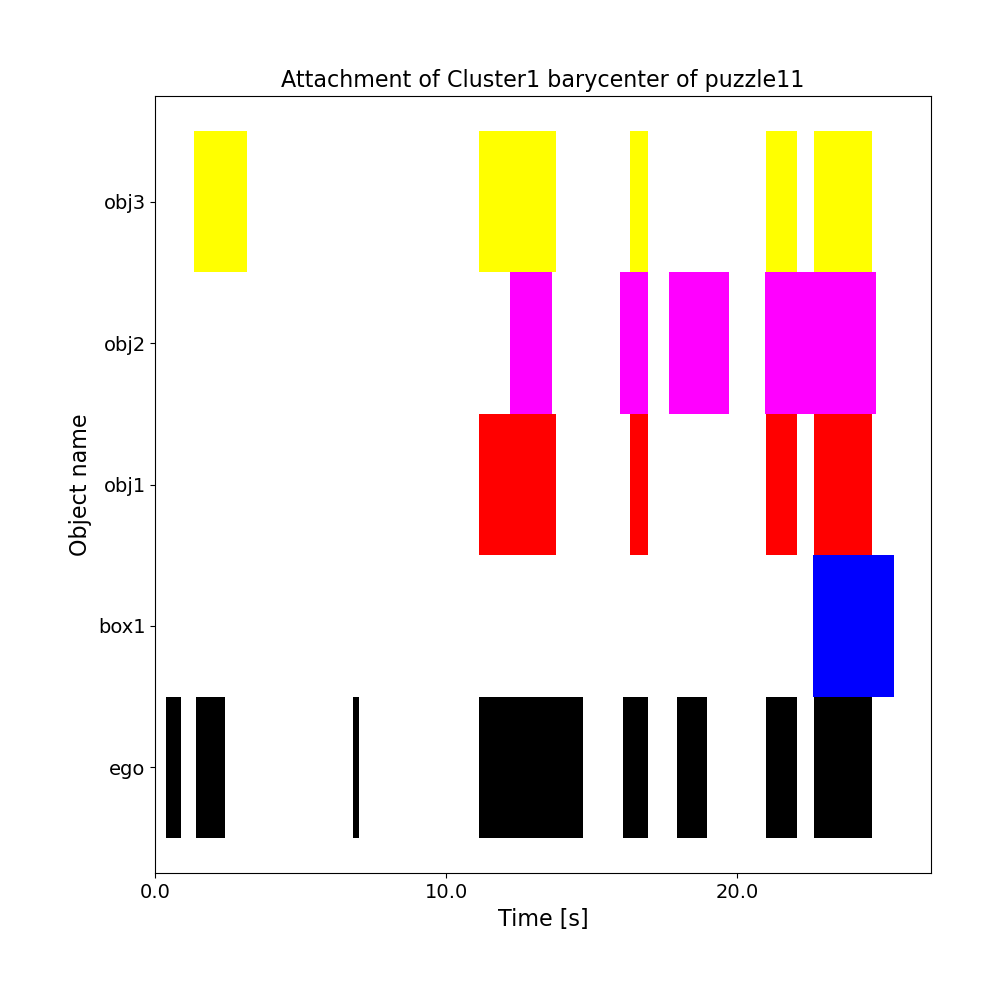 Attachment of Cluster1 barycenter of puzzle11
obj3
obj2
obj1
box1
ego
Object name
0.0 10.0 20.0
Time [s]